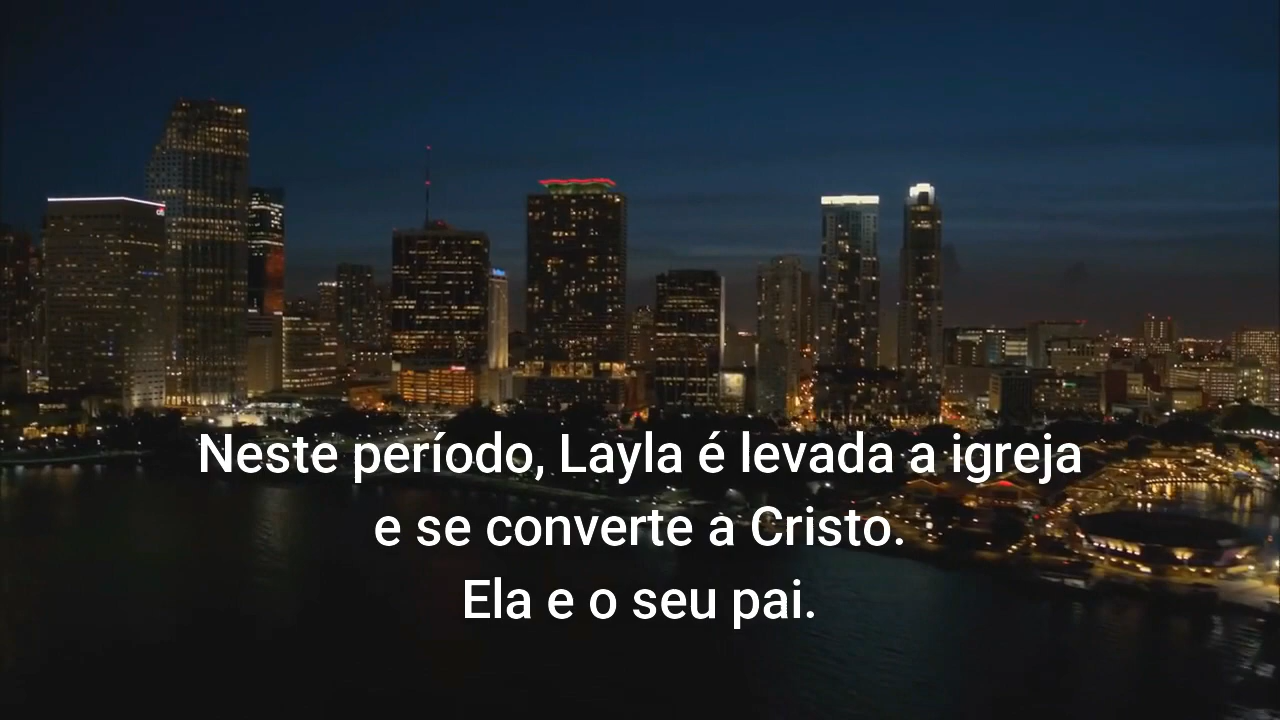 Neste período, Layla é levada a igreja
e se converte a Cristo.
Ela e o seu pai.